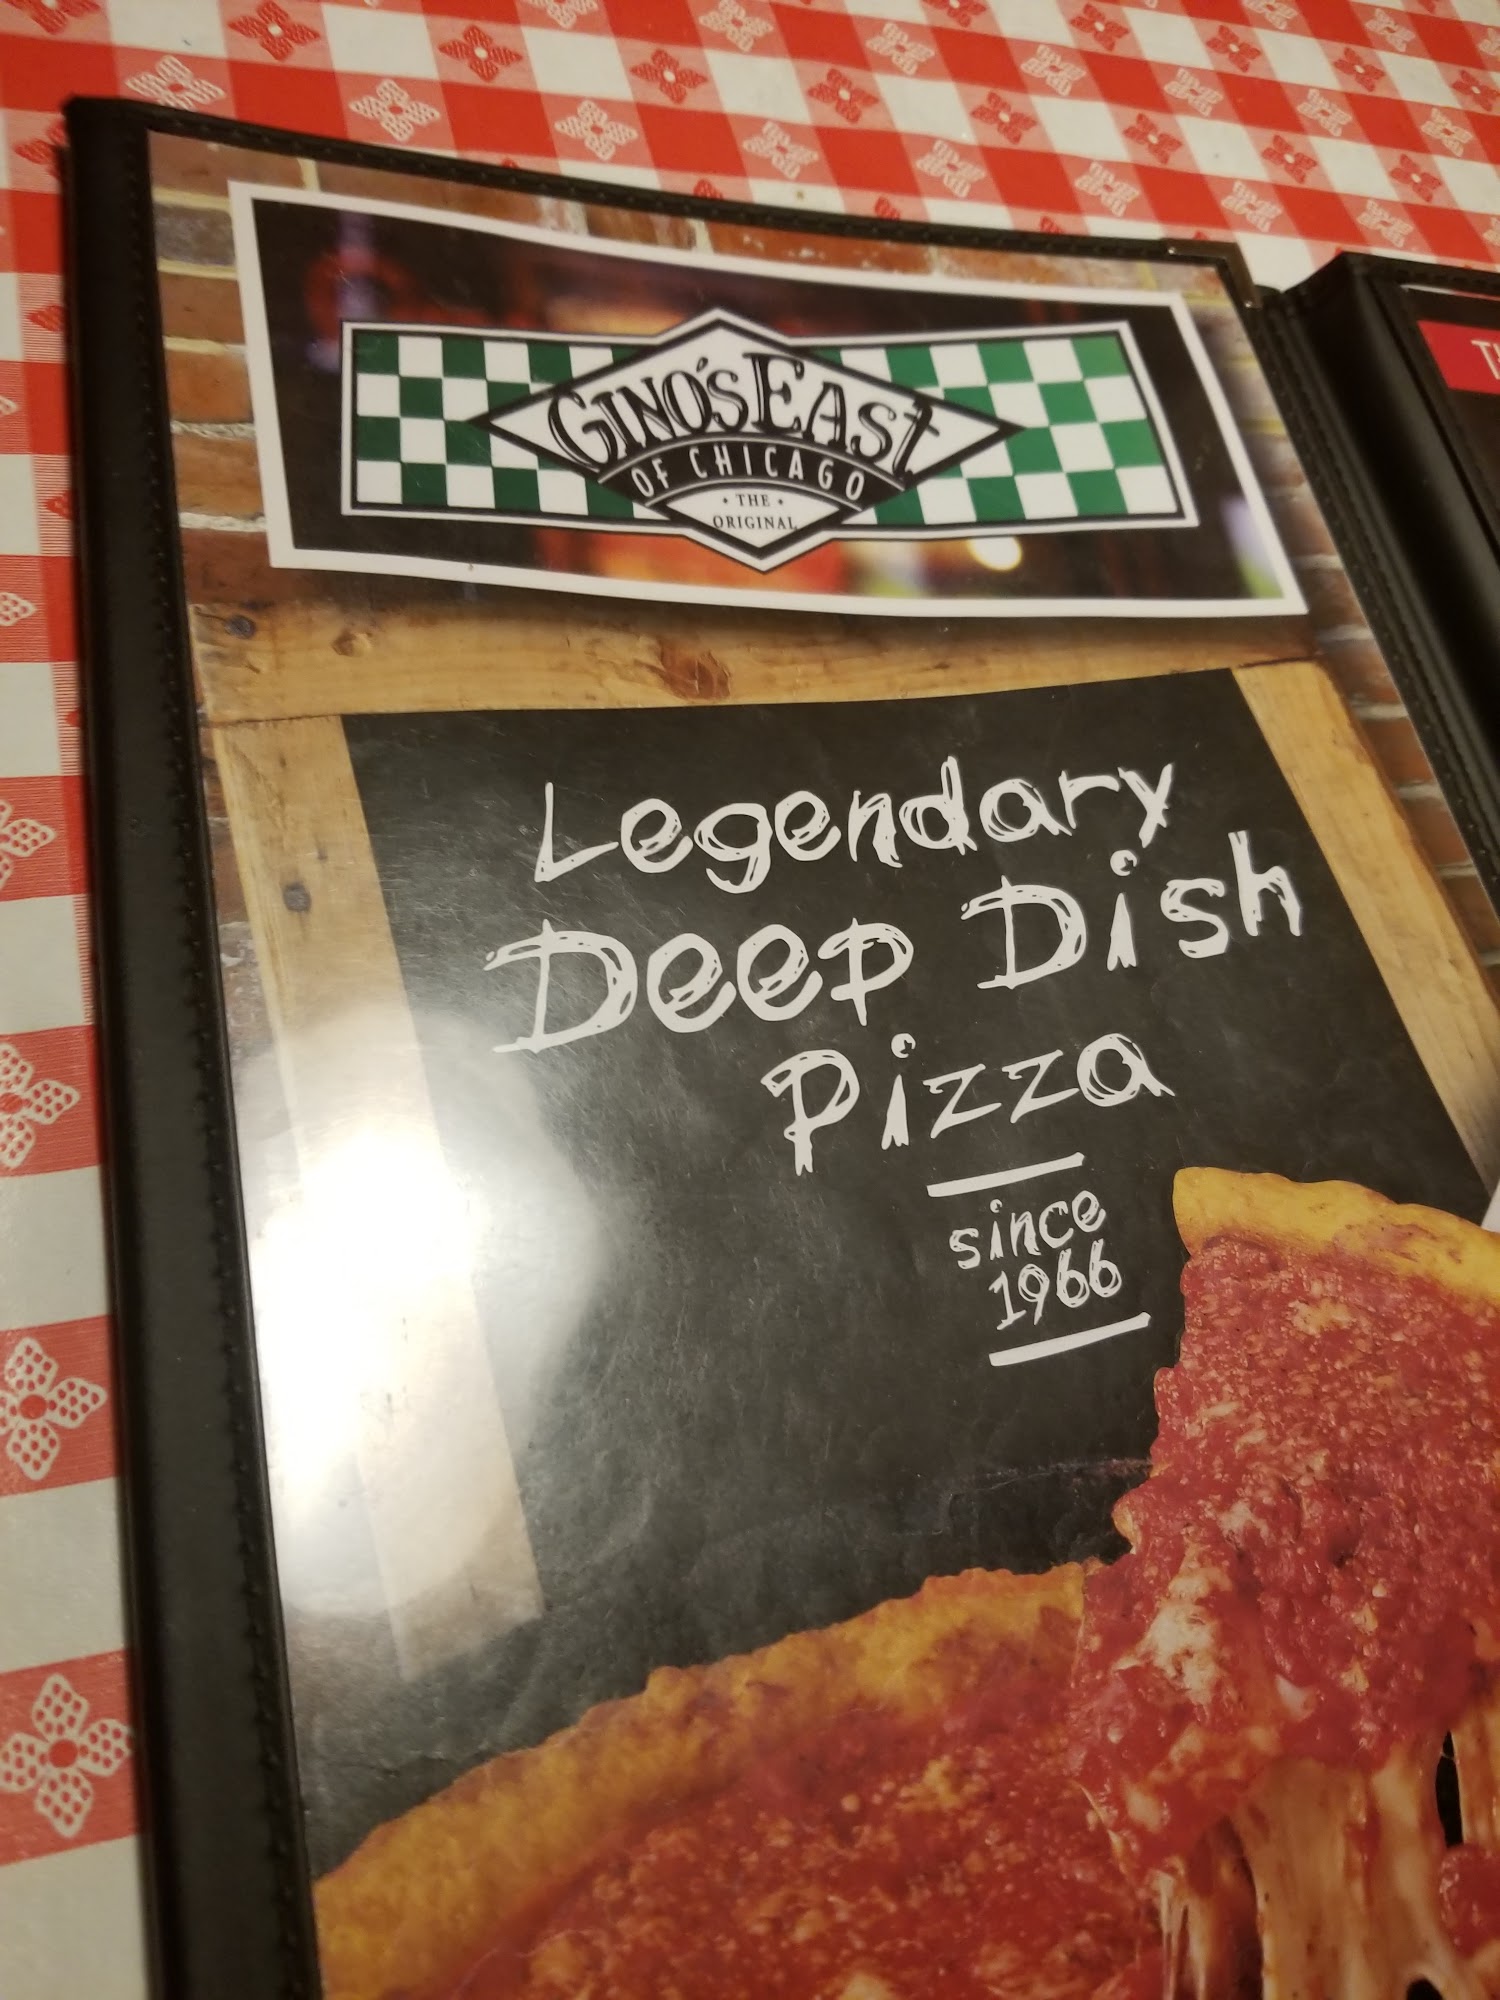 GINO'S EAST
OF CHICAGO
• THE •
ORIGINAL
Legendary
Deep Dish
Pizza
since
1966